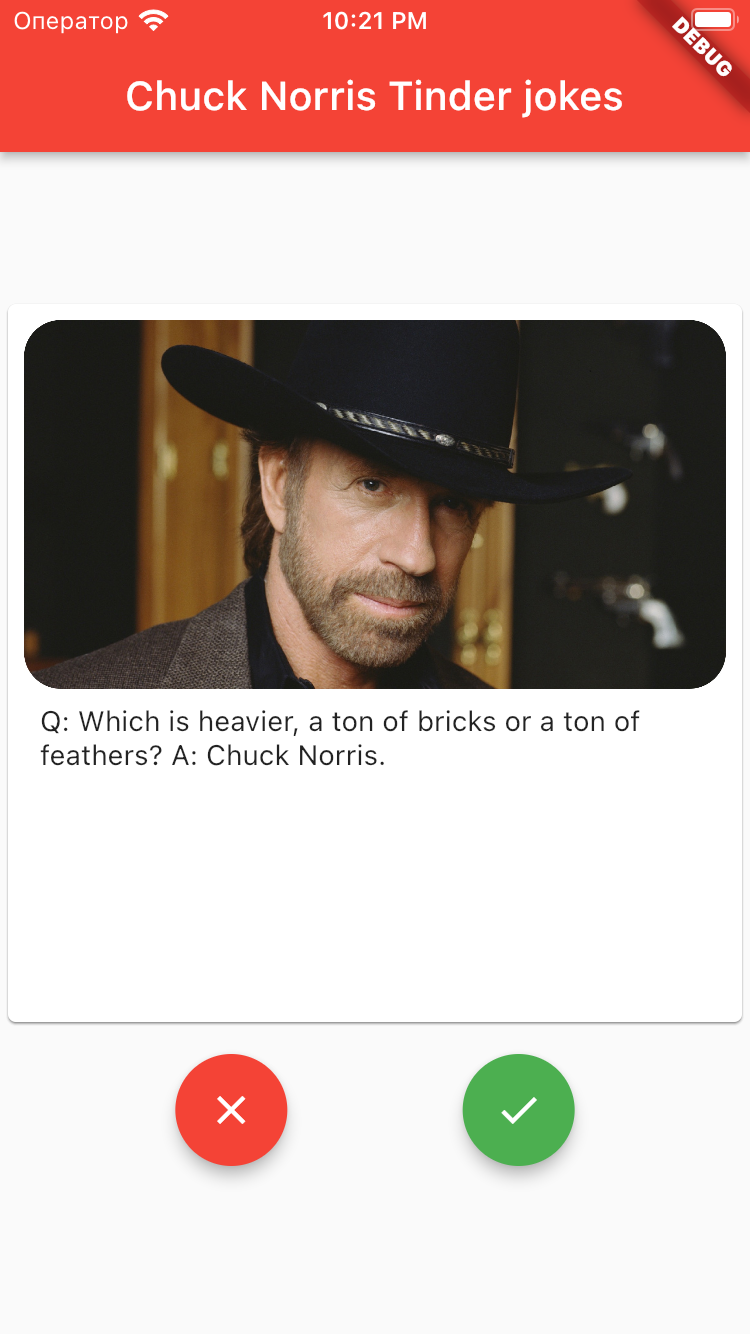 Оператор 10:21 PM
DEBUG
Chuck Norris Tinder jokes
Q: Which is heavier, a ton of bricks or a ton of
feathers? A: Chuck Norris.